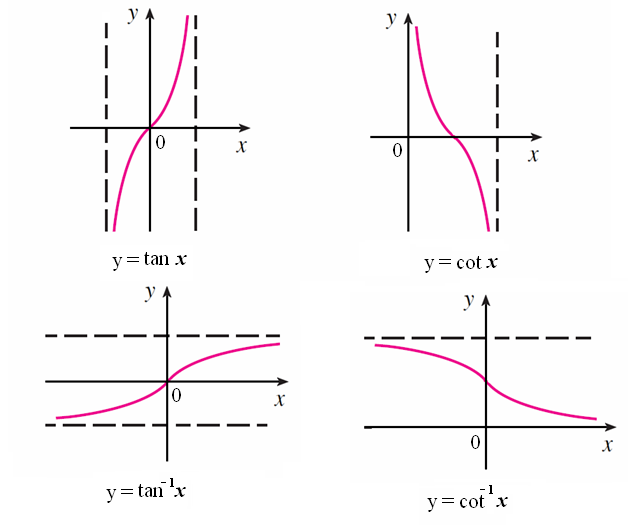 y
0
x
y = tan x
y
0
x
y = cot x
y
0
x
y = tan⁻¹x
y
0
x
y = cot⁻¹x